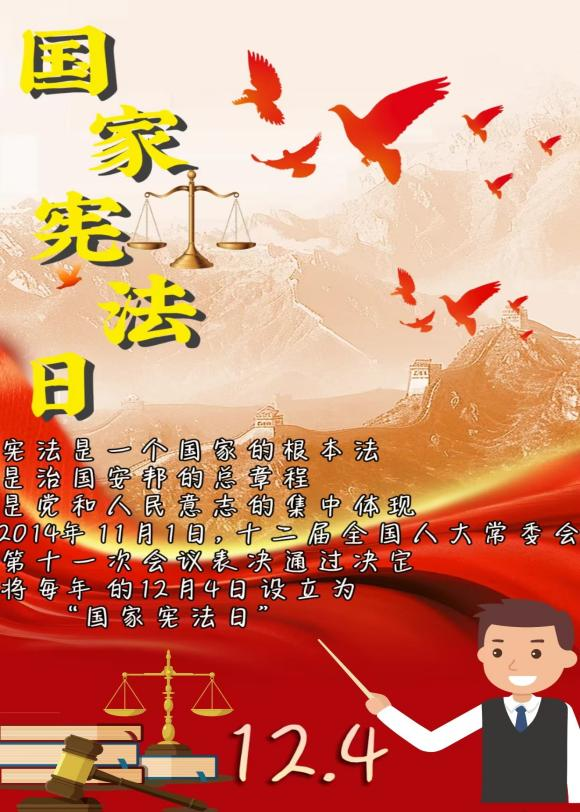 国家宪法日
宪法是一个国家的根本法
是治国安邦的总章程
是党和人民意志的集中体现
2014年11月1日,十二届全国人大常委会
第十一次会议表决通过决定
将每年的12月4日设立为
“国家宪法日”
12.4